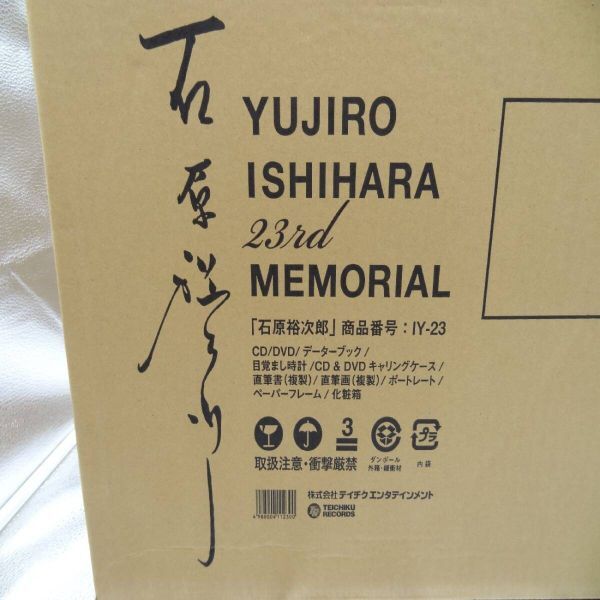 石原裕次郎
YUJIRO
ISHIHARA
23rd
MEMORIAL
「石原裕次郎」商品番号：IY-23
CD/DVD/データーブック/
目覚まし時計/CD & DVD キャリングケース/
直筆書(複製)/直筆画(複製)/ポートレート/
ペーパーフレーム/化粧箱
3
取扱注意・衝撃厳禁
ダンボール
外箱・緩衝材
プラ
内袋
株式会社テイチクエンタテインメント
TEICHIKU
RECORDS
4988004112300